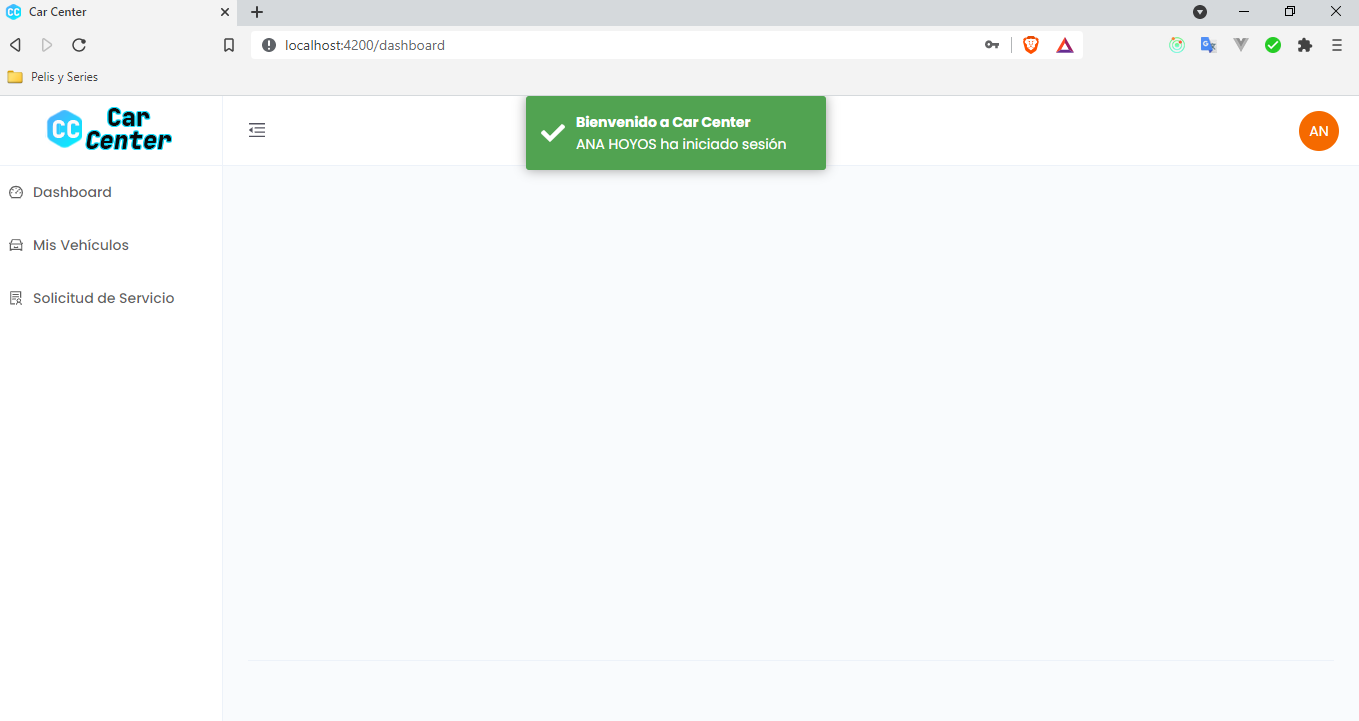 Car Center
localhost:4200/dashboard
Pelis y Series
CC Car
Center
Bienvenido a Car Center
ANA HOYOS ha iniciado sesión
AN
Dashboard
Mis Vehículos
Solicitud de Servicio